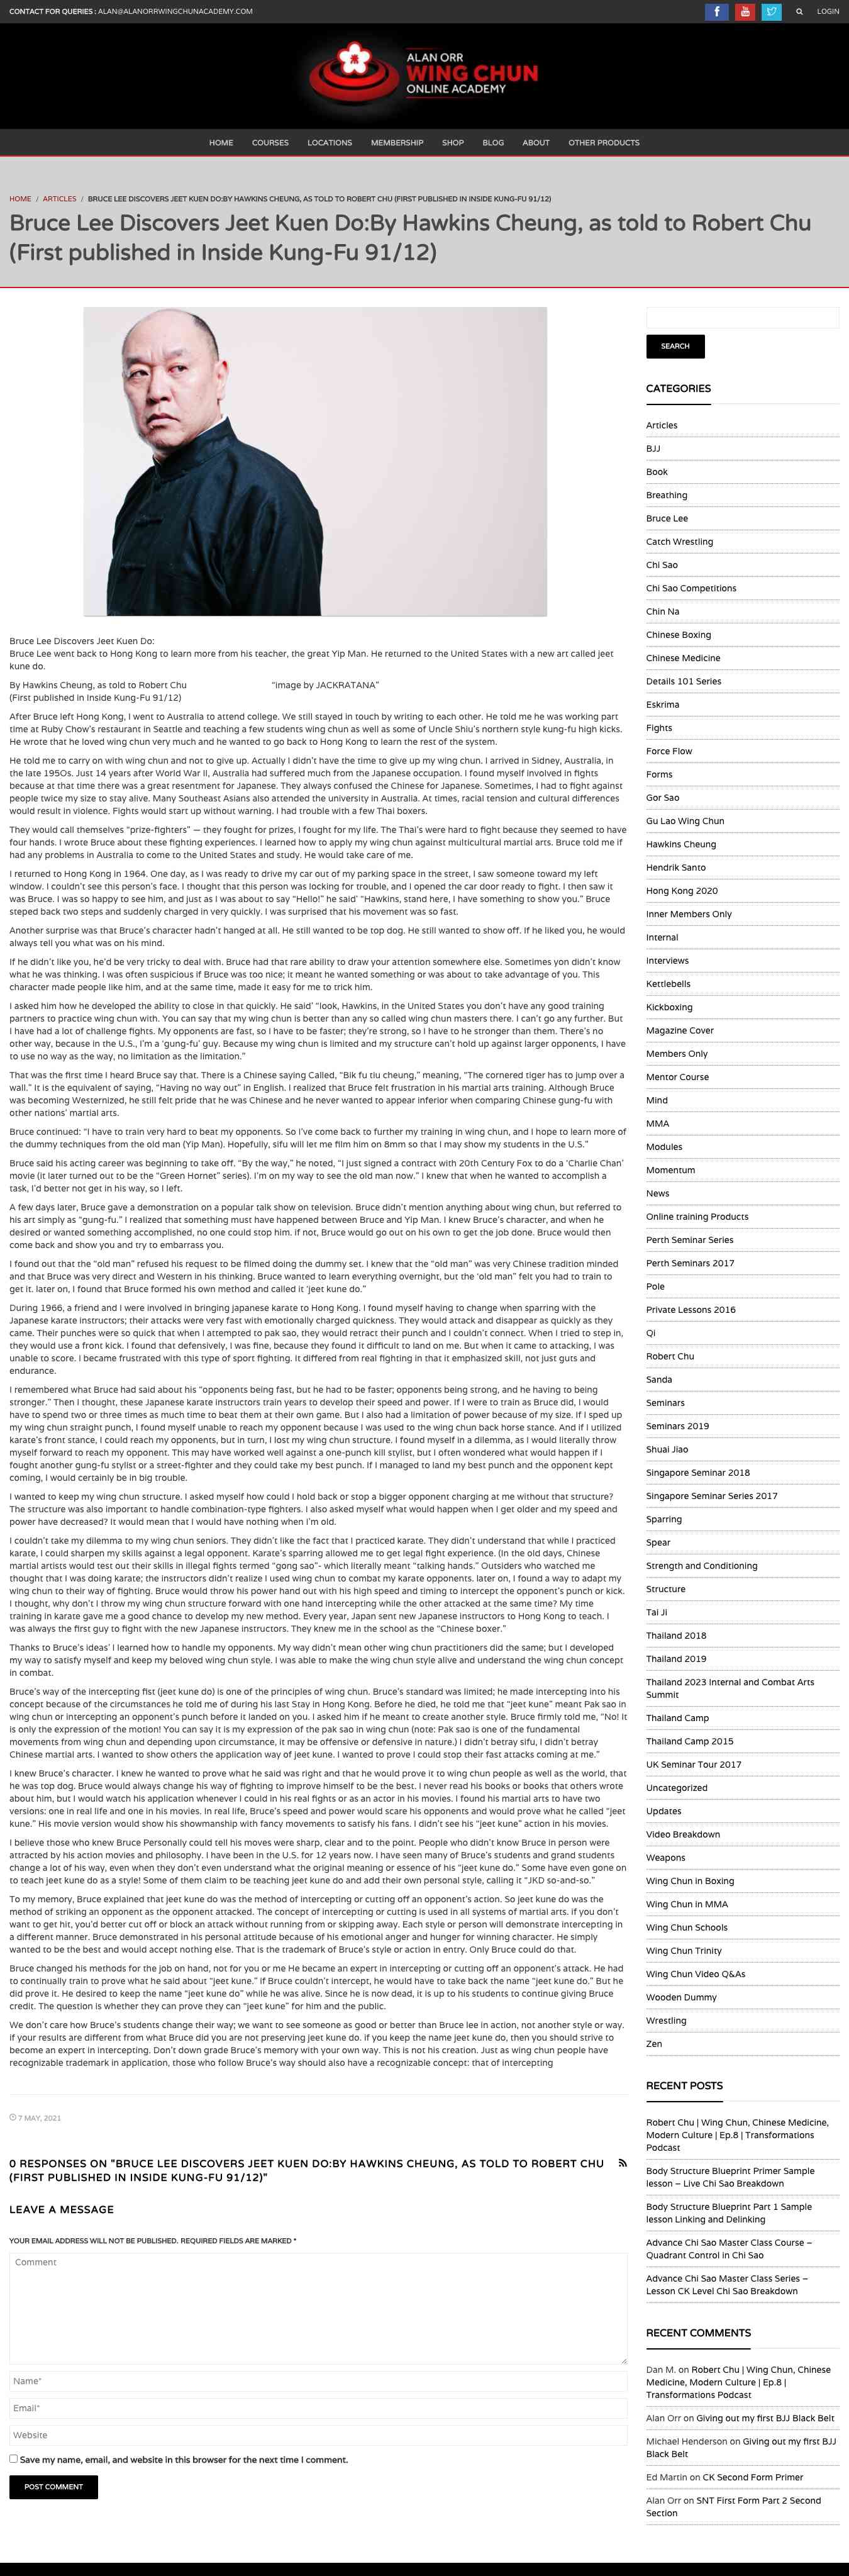 CONTACT FOR QUERIES : ALAN@ALANORRWINGCHUNACADEMY.COM
LOGIN
ALAN ORR
WING CHUN
ONLINE ACADEMY
HOME COURSES LOCATIONS MEMBERSHIP SHOP BLOG ABOUT OTHER PRODUCTS
HOME / ARTICLES / BRUCE LEE DISCOVERS JEET KUEN DO:BY HAWKINS CHEUNG, AS TOLD TO ROBERT CHU (FIRST PUBLISHED IN INSIDE KUNG-FU 91/12)
Bruce Lee Discovers Jeet Kuen Do:By Hawkins Cheung, as told to Robert Chu
(First published in Inside Kung-Fu 91/12)
Bruce Lee Discovers Jeet Kuen Do:
Bruce Lee went back to Hong Kong to learn more from his teacher, the great Yip Man. He returned to the United States with a new art called jeet
kune do.
By Hawkins Cheung, as told to Robert Chu "image by JACKRATANA"
(First published in Inside Kung-Fu 91/12)
After Bruce left Hong Kong, I went to Australia to attend college. We still stayed in touch by writing to each other. He told me he was working part
time at Ruby Chow's restaurant in Seattle and teaching a few students wing chun as well as some of Uncle Shiu's northern style kung-fu high kicks.
He wrote that he loved wing chun very much and he wanted to go back to Hong Kong to learn the rest of the system.
He told me to carry on with wing chun and not to give up. Actually I didn't have the time to give up my wing chun. I arrived in Sidney, Australia, in
the late 195Os. Just 14 years after World War II, Australia had suffered much from the Japanese occupation. I found myself involved in fights
because at that time there was a great resentment for Japanese. They always confused the Chinese for Japanese. Sometimes, I had to fight against
people twice my size to stay alive. Many Southeast Asians also attended the university in Australia. At times, racial tension and cultural differences
would result in violence. Fights would start up without warning. I had trouble with a few Thai boxers.
They would call themselves "prize-fighters" — they fought for prizes, I fought for my life. The Thai's were hard to fight because they seemed to have
four hands. I wrote Bruce about these fighting experiences. I learned how to apply my wing chun against multicultural martial arts. Bruce told me if
had any problems in Australia to come to the United States and study. He would take care of me.
I returned to Hong Kong in 1964. One day, as I was ready to drive my car out of my parking space in the street, I saw someone toward my left
window. I couldn't see this person's face. I thought that this person was locking for trouble, and I opened the car door ready to fight. I then saw it
was Bruce. I was so happy to see him, and just as I was about to say "Hello!" he said' "Hawkins, stand here, I have something to show you." Bruce
steped back two steps and suddenly charged in very quickly. I was surprised that his movement was so fast.
Another surprise was that Bruce's character hadn't hanged at all. He still wanted to be top dog. He still wanted to show off. If he liked you, he would
always tell you what was on his mind.
If he didn't like you, he'd be very tricky to deal with. Bruce had that rare ability to draw your attention somewhere else. Sometimes you didn't know
what he was thinking. I was often suspicious if Bruce was too nice; it meant he wanted something or was about to take advantage of you. This
character made people like him, and at the same time, made it easy for me to trick him.
I asked him how he developed the ability to close in that quickly. He said' "look, Hawkins, in the United States you don't have any good training
partners to practice wing chun with. You can say that my wing chun is better than any so called wing chun masters there. I can't go any further. But
I have had a lot of challenge fights. My opponents are fast, so I have to be faster; they're strong, so I have to he stronger than them. There's no
other way, because in the U.S., I'm a 'gung-fu' guy. Because my wing chun is limited and my structure can't hold up against larger opponents, I have
to use no way as the way, no limitation as the limitation."
That was the first time I heard Bruce say that. There is a Chinese saying Called, "Bik fu tiu cheung," meaning, "The cornered tiger has to jump over a
wall." It is the equivalent of saying, "Having no way out" in English. I realized that Bruce felt frustration in his martial arts training. Although Bruce
was becoming Westernized, he still felt pride that he was Chinese and he never wanted to appear inferior when comparing Chinese gung-fu with
other nations' martial arts.
Bruce continued: "I have to train very hard to beat my opponents. So I've come back to further my training in wing chun, and I hope to learn more of
the dummy techniques from the old man (Yip Man). Hopefully, sifu will let me film him on 8mm so that I may show my students in the U.S."
Bruce said his acting career was beginning to take off. "By the way," he noted, "I just signed a contract with 20th Century Fox to do a 'Charlie Chan'
movie (it later turned out to be the "Green Hornet" series). I'm on my way to see the old man now." I knew that when he wanted to accomplish a
task, I'd better not get in his way, so I left.
A few days later, Bruce gave a demonstration on a popular talk show on television. Bruce didn't mention anything about wing chun, but referred to
his art simply as "gung-fu." I realized that something must have happened between Bruce and Yip Man. I knew Bruce's character, and when he
desired or wanted something accomplished, no one could stop him. if not, Bruce would go out on his own to get the job done. Bruce would then
come back and show you and try to embarrass you.
I found out that the "old man" refused his request to be filmed doing the dummy set. I knew that the "old man" was very Chinese tradition minded
and that Bruce was very direct and Western in his thinking. Bruce wanted to learn everything overnight, but the 'old man" felt you had to train to
get it. later on, I found that Bruce formed his own method and called it 'jeet kune do."
During 1966, a friend and I were involved in bringing japanese karate to Hong Kong. I found myself having to change when sparring with the
Japanese karate instructors; their attacks were very fast with emotionally charged quickness. They would attack and disappear as quickly as they
came. Their punches were so quick that when I attempted to pak sao, they would retract their punch and I couldn't connect. When I tried to step in,
they would use a front kick. I found that defensively, I was fine, because they found it difficult to land on me. But when it came to attacking, I was
unable to score. I became frustrated with this type of sport fighting. it differed from real fighting in that it emphasized skill, not just guts and
endurance.
I remembered what Bruce had said about his "opponents being fast, but he had to be faster; opponents being strong, and he having to being
stronger." Then I thought, these Japanese karate instructors train years to develop their speed and power. If I were to train as Bruce did, I would
have to spend two or three times as much time to beat them at their own game. But I also had a limitation of power because of my size. If I sped up
my wing chun straight punch, I found myself unable to reach my opponent because I was used to the wing chun back horse stance. And if I utilized
karate's front stance, I could reach my opponents, but in turn, I lost my wing chun structure. I found myself in a dilemma, as I would literally throw
myself forward to reach my opponent. This may have worked well against a one-punch kill stylist, but I often wondered what would happen if I
fought another gung-fu stylist or a street-fighter and they could take my best punch. If I managed to land my best punch and the opponent kept
coming, I would certainly be in big trouble.
I wanted to keep my wing chun structure. I asked myself how could I hold back or stop a bigger opponent charging at me without that structure?
The structure was also important to handle combination-type fighters. I also asked myself what would happen when I get older and my speed and
power have decreased? It would mean that I would have nothing when I'm old.
I couldn't take my dilemma to my wing chun seniors. They didn't like the fact that I practiced karate. They didn't understand that while I practiced
karate, I could sharpen my skills against a legal opponent. Karate's sparring allowed me to get legal fight experience. (In the old days, Chinese
martial artists would test out their skills in illegal fights termed "gong sao"- which literally meant "talking hands." Outsiders who watched me
thought that I was doing karate; the instructors didn't realize I used wing chun to combat my karate opponents. later on, I found a way to adapt my
wing chun to their way of fighting. Bruce would throw his power hand out with his high speed and timing to intercept the opponent's punch or kick.
I thought, why don't I throw my wing chun structure forward with one hand intercepting while the other attacked at the same time? My time
training in karate gave me a good chance to develop my new method. Every year, Japan sent new Japanese instructors to Hong Kong to teach. I
was always the first guy to fight with the new Japanese instructors. They knew me in the school as the "Chinese boxer."
Thanks to Bruce's ideas' I learned how to handle my opponents. My way didn't mean other wing chun practitioners did the same; but I developed
my way to satisfy myself and keep my beloved wing chun style. I was able to make the wing chun style alive and understand the wing chun concept
in combat.
Bruce's way of the intercepting fist (jeet kune do) is one of the principles of wing chun. Bruce's standard was limited; he made intercepting into his
concept because of the circumstances he told me of during his last Stay in Hong Kong. Before he died, he told me that "jeet kune" meant Pak sao in
wing chun or intercepting an opponent's punch before it landed on you. I asked him if he meant to create another style. Bruce firmly told me, "No! It
is only the expression of the motion! You can say it is my expression of the pak sao in wing chun (note: Pak sao is one of the fundamental
movements from wing chun and depending upon circumstance, it may be offensive or defensive in nature.) I didn't betray sifu, I didn't betray
Chinese martial arts. I wanted to show others the application way of jeet kune. I wanted to prove I could stop their fast attacks coming at me."
I knew Bruce's character. I knew he wanted to prove what he said was right and that he would prove it to wing chun people as well as the world, that
he was top dog. Bruce would always change his way of fighting to improve himself to be the best. I never read his books or books that others wrote
about him, but I would watch his application whenever I could in his real fights or as an actor in his movies. I found his martial arts to have two
versions: one in real life and one in his movies. In real life, Bruce's speed and power would scare his opponents and would prove what he called "jeet
kune." His movie version would show his showmanship with fancy movements to satisfy his fans. I didn't see his "jeet kune" action in his movies.
I believe those who knew Bruce Personally could tell his moves were sharp, clear and to the point. People who didn't know Bruce in person were
attracted by his action movies and philosophy. I have been in the U.S. for 12 years now. I have seen many of Bruce's students and grand students
change a lot of his way, even when they don't even understand what the original meaning or essence of his "jeet kune do." Some have even gone on
to teach jeet kune do as a style! Some of them claim to be teaching jeet kune do and add their own personal style, calling it "JKD so-and-so."
To my memory, Bruce explained that jeet kune do was the method of intercepting or cutting off an opponent's action. So jeet kune do was the
method of striking an opponent as the opponent attacked. The concept of intercepting or cutting is used in all systems of martial arts. if you don't
want to get hit, you'd better cut off or block an attack without running from or skipping away. Each style or person will demonstrate intercepting in
a different manner. Bruce demonstrated in his personal attitude because of his emotional anger and hunger for winning character. He simply
wanted to be the best and would accept nothing else. That is the trademark of Bruce's style or action in entry. Only Bruce could do that.
Bruce changed his methods for the job on hand, not for you or me He became an expert in intercepting or cutting off an opponent's attack. He had
to continually train to prove what he said about "jeet kune." if Bruce couldn't intercept, he would have to take back the name "jeet kune do." But he
did prove it. He desired to keep the name "jeet kune do" while he was alive. Since he is now dead, it is up to his students to continue giving Bruce
credit. The question is whether they can prove they can "jeet kune" for him and the public.
We don't care how Bruce's students change their way; we want to see someone as good or better than Bruce lee in action, not another style or way.
if your results are different from what Bruce did you are not preserving jeet kune do. if you keep the name jeet kune do, then you should strive to
become an expert in intercepting. Don't down grade Bruce's memory with your own way. This is not his creation. Just as wing chun people have
recognizable trademark in application, those who follow Bruce's way should also have a recognizable concept: that of intercepting
7 MAY, 2021
0 RESPONSES ON "BRUCE LEE DISCOVERS JEET KUEN DO:BY HAWKINS CHEUNG, AS TOLD TO ROBERT CHU
(FIRST PUBLISHED IN INSIDE KUNG-FU 91/12)"
LEAVE A MESSAGE
YOUR EMAIL ADDRESS WILL NOT BE PUBLISHED. REQUIRED FIELDS ARE MARKED *
Comment
Name*
Email*
Website
Save my name, email, and website in this browser for the next time I comment.
POST COMMENT
SEARCH
CATEGORIES
Articles
BJJ
Book
Breathing
Bruce Lee
Catch Wrestling
Chi Sao
Chi Sao Competitions
Chin Na
Chinese Boxing
Chinese Medicine
Details 101 Series
Eskrima
Fights
Force Flow
Forms
Gor Sao
Gu Lao Wing Chun
Hawkins Cheung
Hendrik Santo
Hong Kong 2020
Inner Members Only
Internal
Interviews
Kettlebells
Kickboxing
Magazine Cover
Members Only
Mentor Course
Mind
MMA
Modules
Momentum
News
Online training Products
Perth Seminar Series
Perth Seminars 2017
Pole
Private Lessons 2016
Qi
Robert Chu
Sanda
Seminars
Seminars 2019
Shuai Jiao
Singapore Seminar 2018
Singapore Seminar Series 2017
Sparring
Spear
Strength and Conditioning
Structure
Tai Ji
Thailand 2018
Thailand 2019
Thailand 2023 Internal and Combat Arts
Summit
Thailand Camp
Thailand Camp 2015
UK Seminar Tour 2017
Uncategorized
Updates
Video Breakdown
Weapons
Wing Chun in Boxing
Wing Chun In MMA
Wing Chun Schools
Wing Chun Trinity
Wing Chun Video Q&As
Wooden Dummy
Wrestling
Zen
RECENT POSTS
Robert Chu | Wing Chun, Chinese Medicine,
Modern Culture | Ep.8 | Transformations
Podcast
Body Structure Blueprint Primer Sample
lesson – Live Chi Sao Breakdown
Body Structure Blueprint Part 1 Sample
lesson Linking and Delinking
Advance Chi Sao Master Class Course –
Quadrant Control in Chi Sao
Advance Chi Sao Master Class Series –
Lesson CK Level Chi Sao Breakdown
RECENT COMMENTS
Dan M. on Robert Chu | Wing Chun, Chinese
Medicine, Modern Culture | Ep.8 |
Transformations Podcast
Alan Orr on Giving out my first BJJ Black Belt
Michael Henderson on Giving out my first BJJ
Black Belt
Ed Martin on CK Second Form Primer
Alan Orr on SNT First Form Part 2 Second
Section